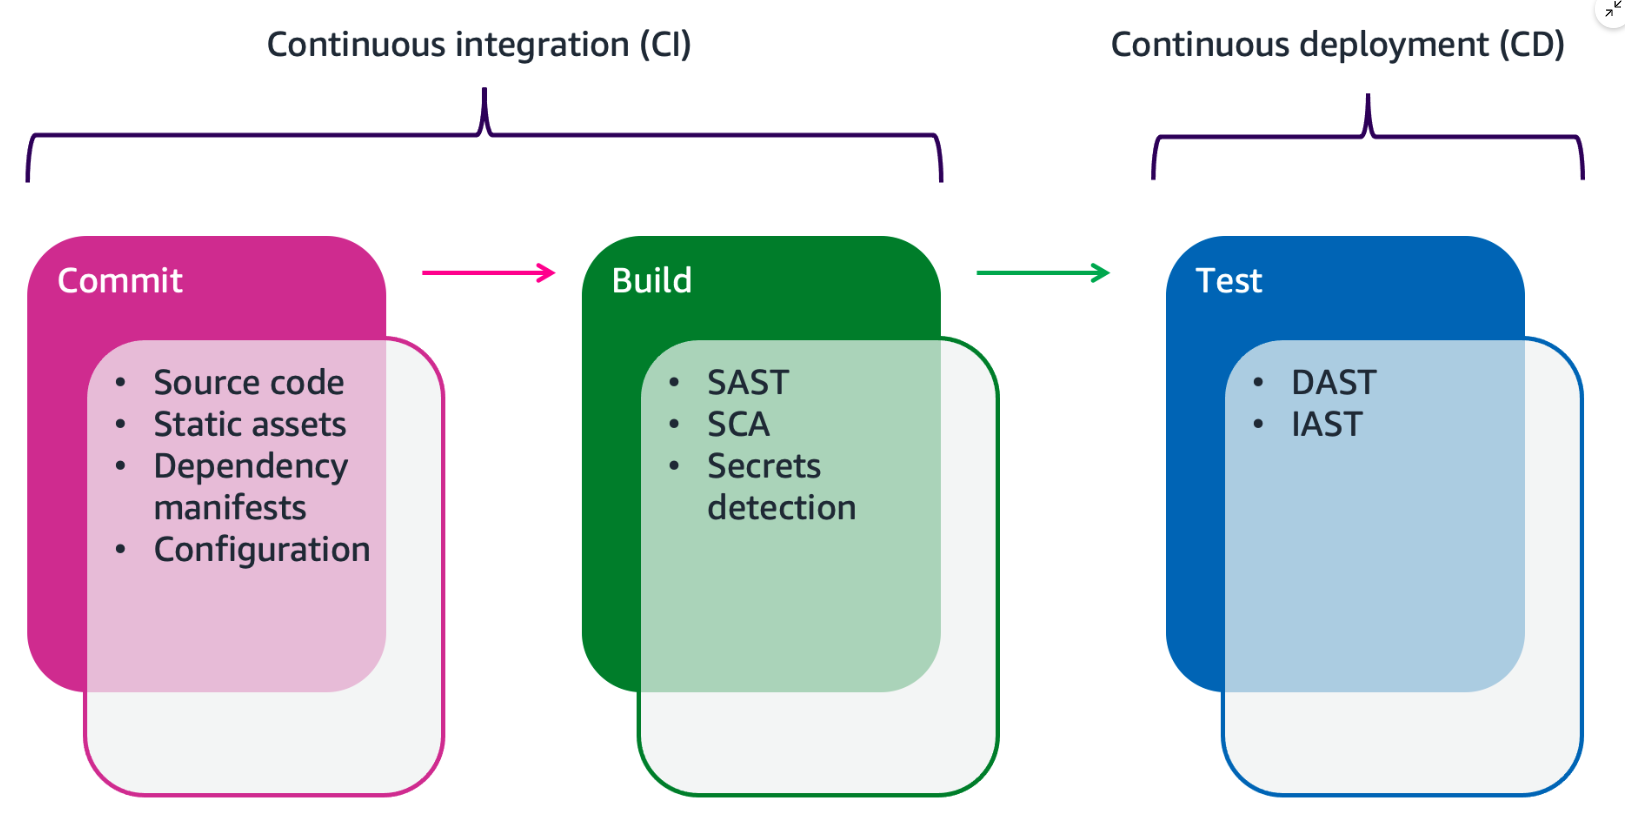 Continuous integration (CI)
Continuous deployment (CD)
Commit
• Source code
• Static assets
• Dependency
manifests
• Configuration
Build
• SAST
• SCA
• Secrets
detection
Test
• DAST
• IAST